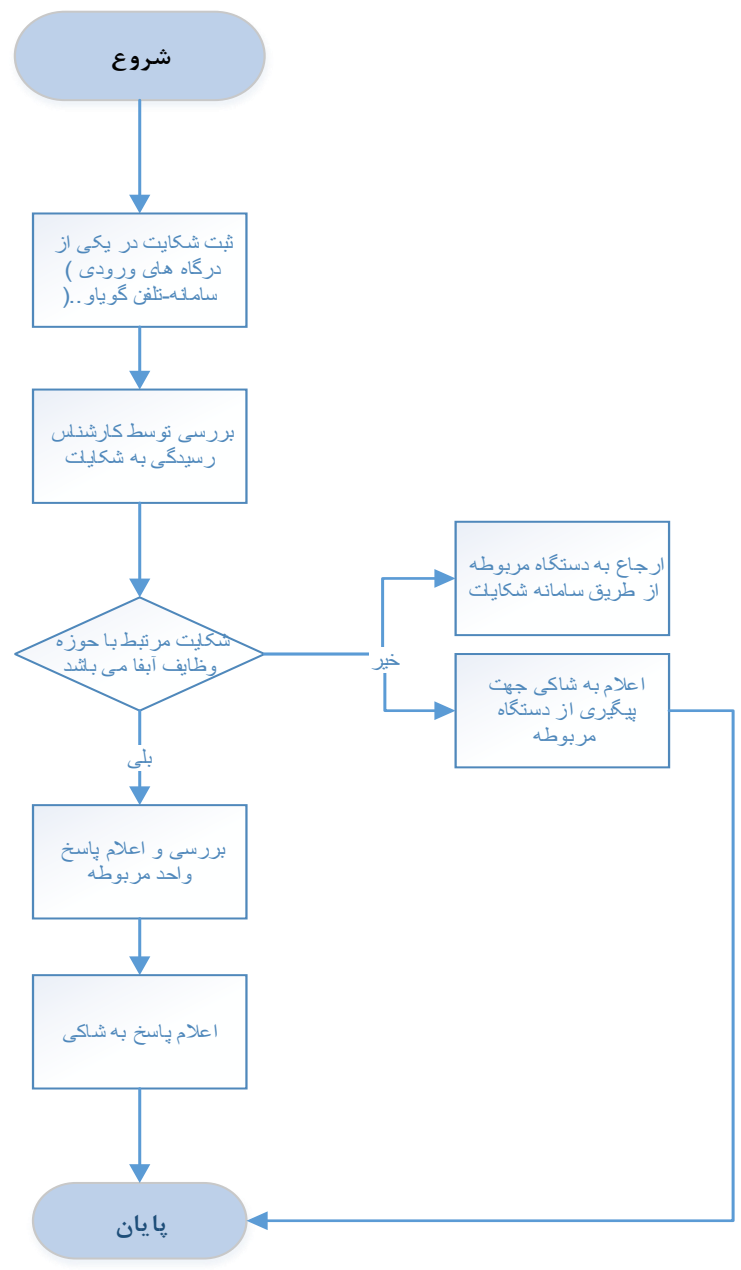 شروع
ثبت شکایت در یکی از
درگاه های ورودی (
سامانه-تلفن گویاو..)
بررسی توسط کارشناس
رسیدگی به شکایات
شکایت مرتبط با حوزه
وظایف آبفا می باشد
خیر
ارجاع به دستگاه مربوطه
از طریق سامانه شکایات
اعلام به شاکی جهت
پیگیری از دستگاه
مربوطه
بلی
بررسی و اعلام پاسخ
واحد مربوطه
اعلام پاسخ به شاکی
پایان